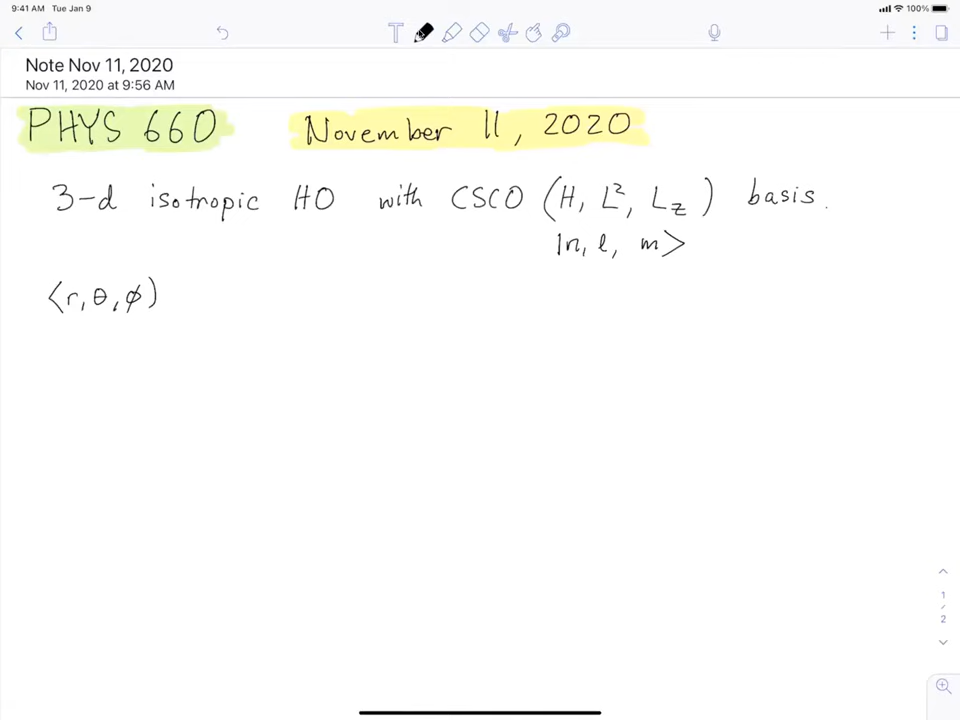 9:41 AM Tue Jan 9
100%
Note Nov 11, 2020
Nov 11, 2020 at 9:56 AM
PHYS 660 November 11, 2020
3-d isotropic HO with CSCO (H, L², L_z) basis.
|n, l, m>
<r, θ, φ)
1
/
2